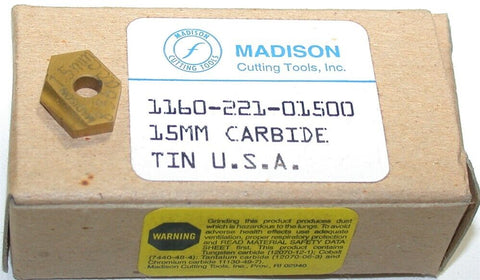 MADISON
CUTTING TOOLS
f
MADISON
Cutting Tools, Inc.
1160-221-01500
15MM CARBIDE
TIN U.S.A.
WARNING
Grinding this product produces dust
which is hazardous to the lungs. To avoid
adverse health effects use adequate
ventilation, proper respiratory protection
and READ MATERIAL SAFETY DATA
SHEET first. This product contains
Tungsten carbide (12070-12-1); Cobalt
(7440-48-4); Tantalum carbide (12070-06-3) and
Chromium carbide
Madison Cutting Tools, Inc., Prov., RI 02940